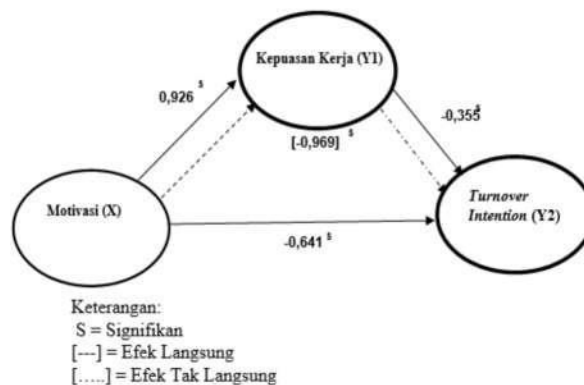 Kepuasan Kerja (Y1)
0,926 $
[-0,969] $
-0,355$
Motivasi (X)
Turnover
Intention (Y2)
-0,641 $
Keterangan:
S = Signifikan
[---] = Efek Langsung
[.....] = Efek Tak Langsung